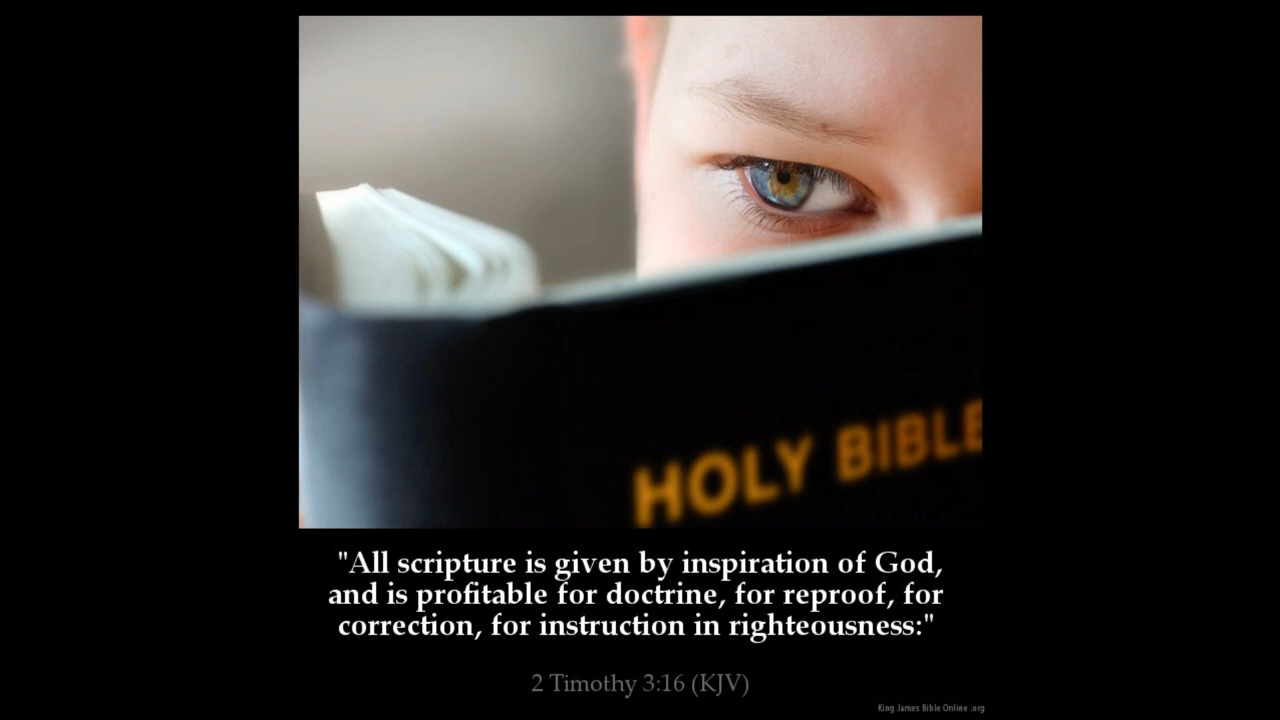 HOLY BIBLE
"All scripture is given by inspiration of God,
and is profitable for doctrine, for reproof, for
correction, for instruction in righteousness:"
2 Timothy 3:16 (KJV)
King James Bible Online .org